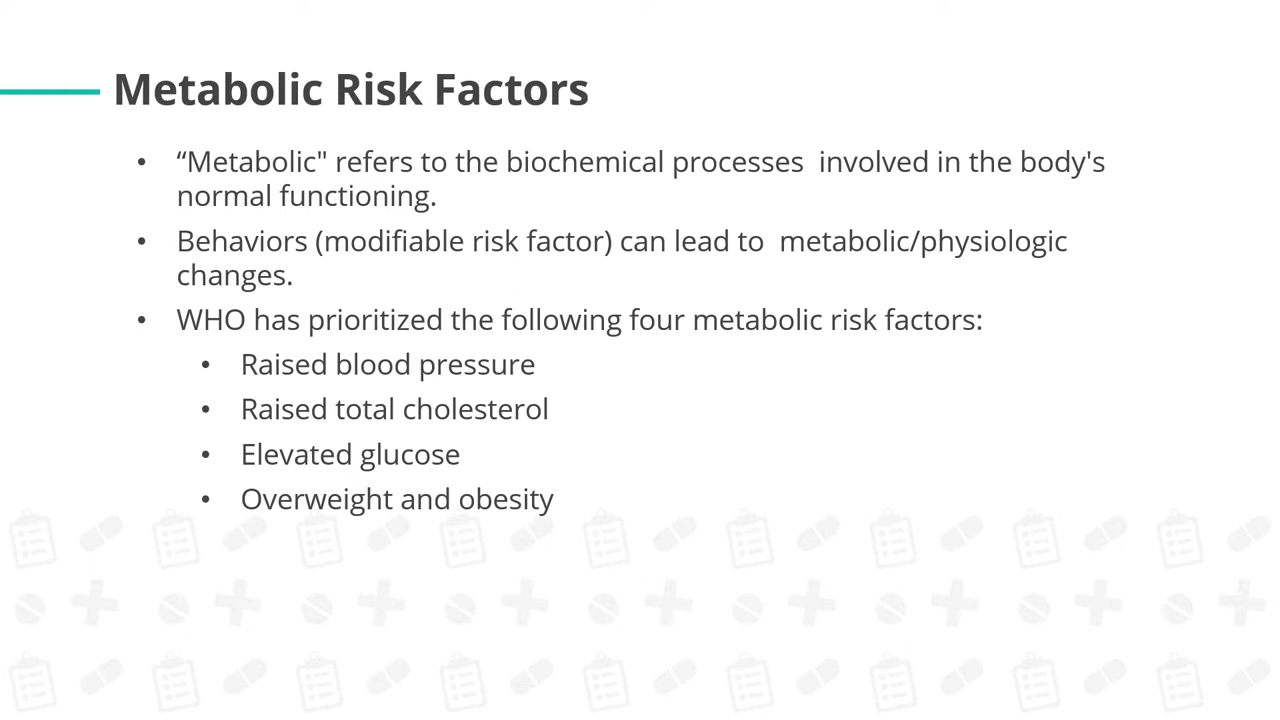 Metabolic Risk Factors
• “Metabolic" refers to the biochemical processes  involved in the body's
normal functioning.
• Behaviors (modifiable risk factor) can lead to  metabolic/physiologic
changes.
• WHO has prioritized the following four metabolic risk factors:
• Raised blood pressure
• Raised total cholesterol
• Elevated glucose
• Overweight and obesity